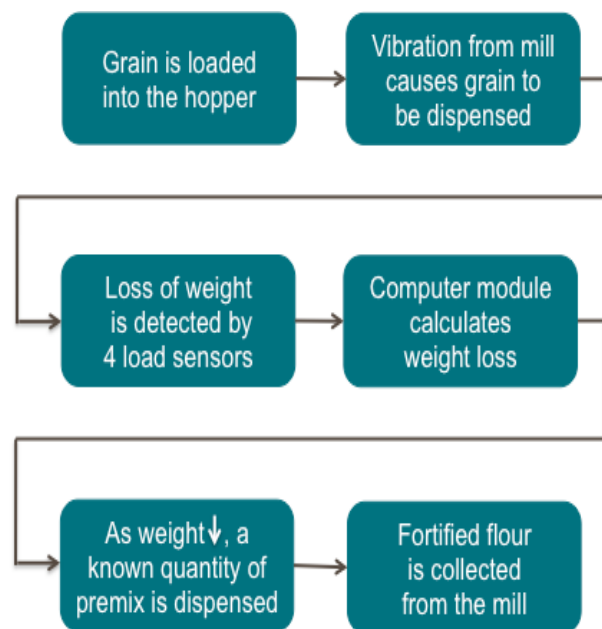 Grain is loaded
into the hopper
Vibration from mill
causes grain to
be dispensed
Loss of weight
is detected by
4 load sensors
Computer module
calculates
weight loss
As weight↓, a
known quantity of
premix is dispensed
Fortified flour
is collected
from the mill